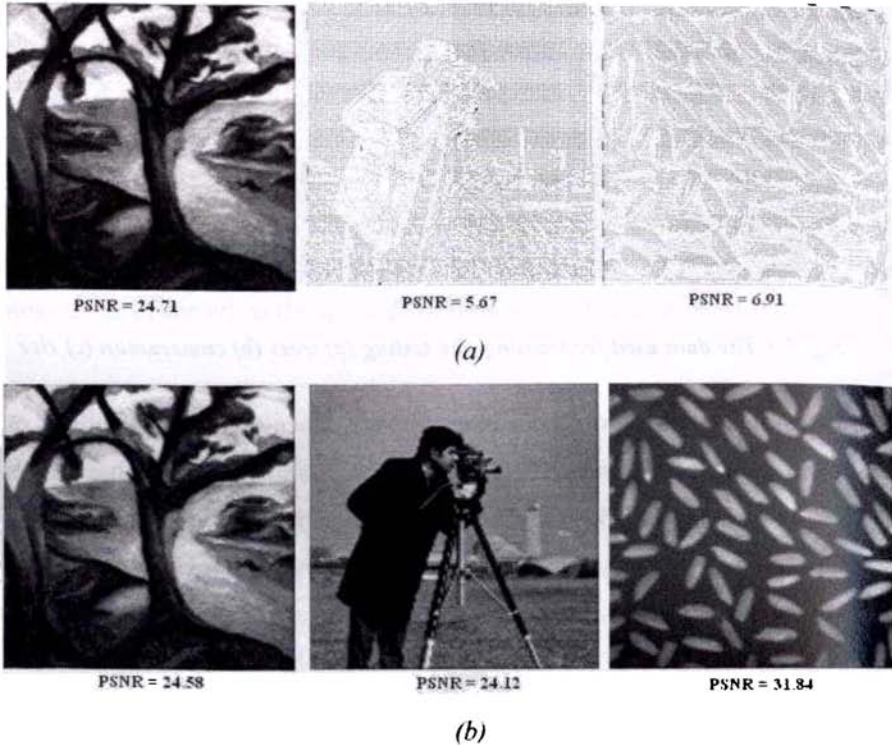 PSNR = 24.71 PSNR = 5.67 PSNR = 6.91
(a)
PSNR = 24.58 PSNR = 24.12 PSNR = 31.84
(b)